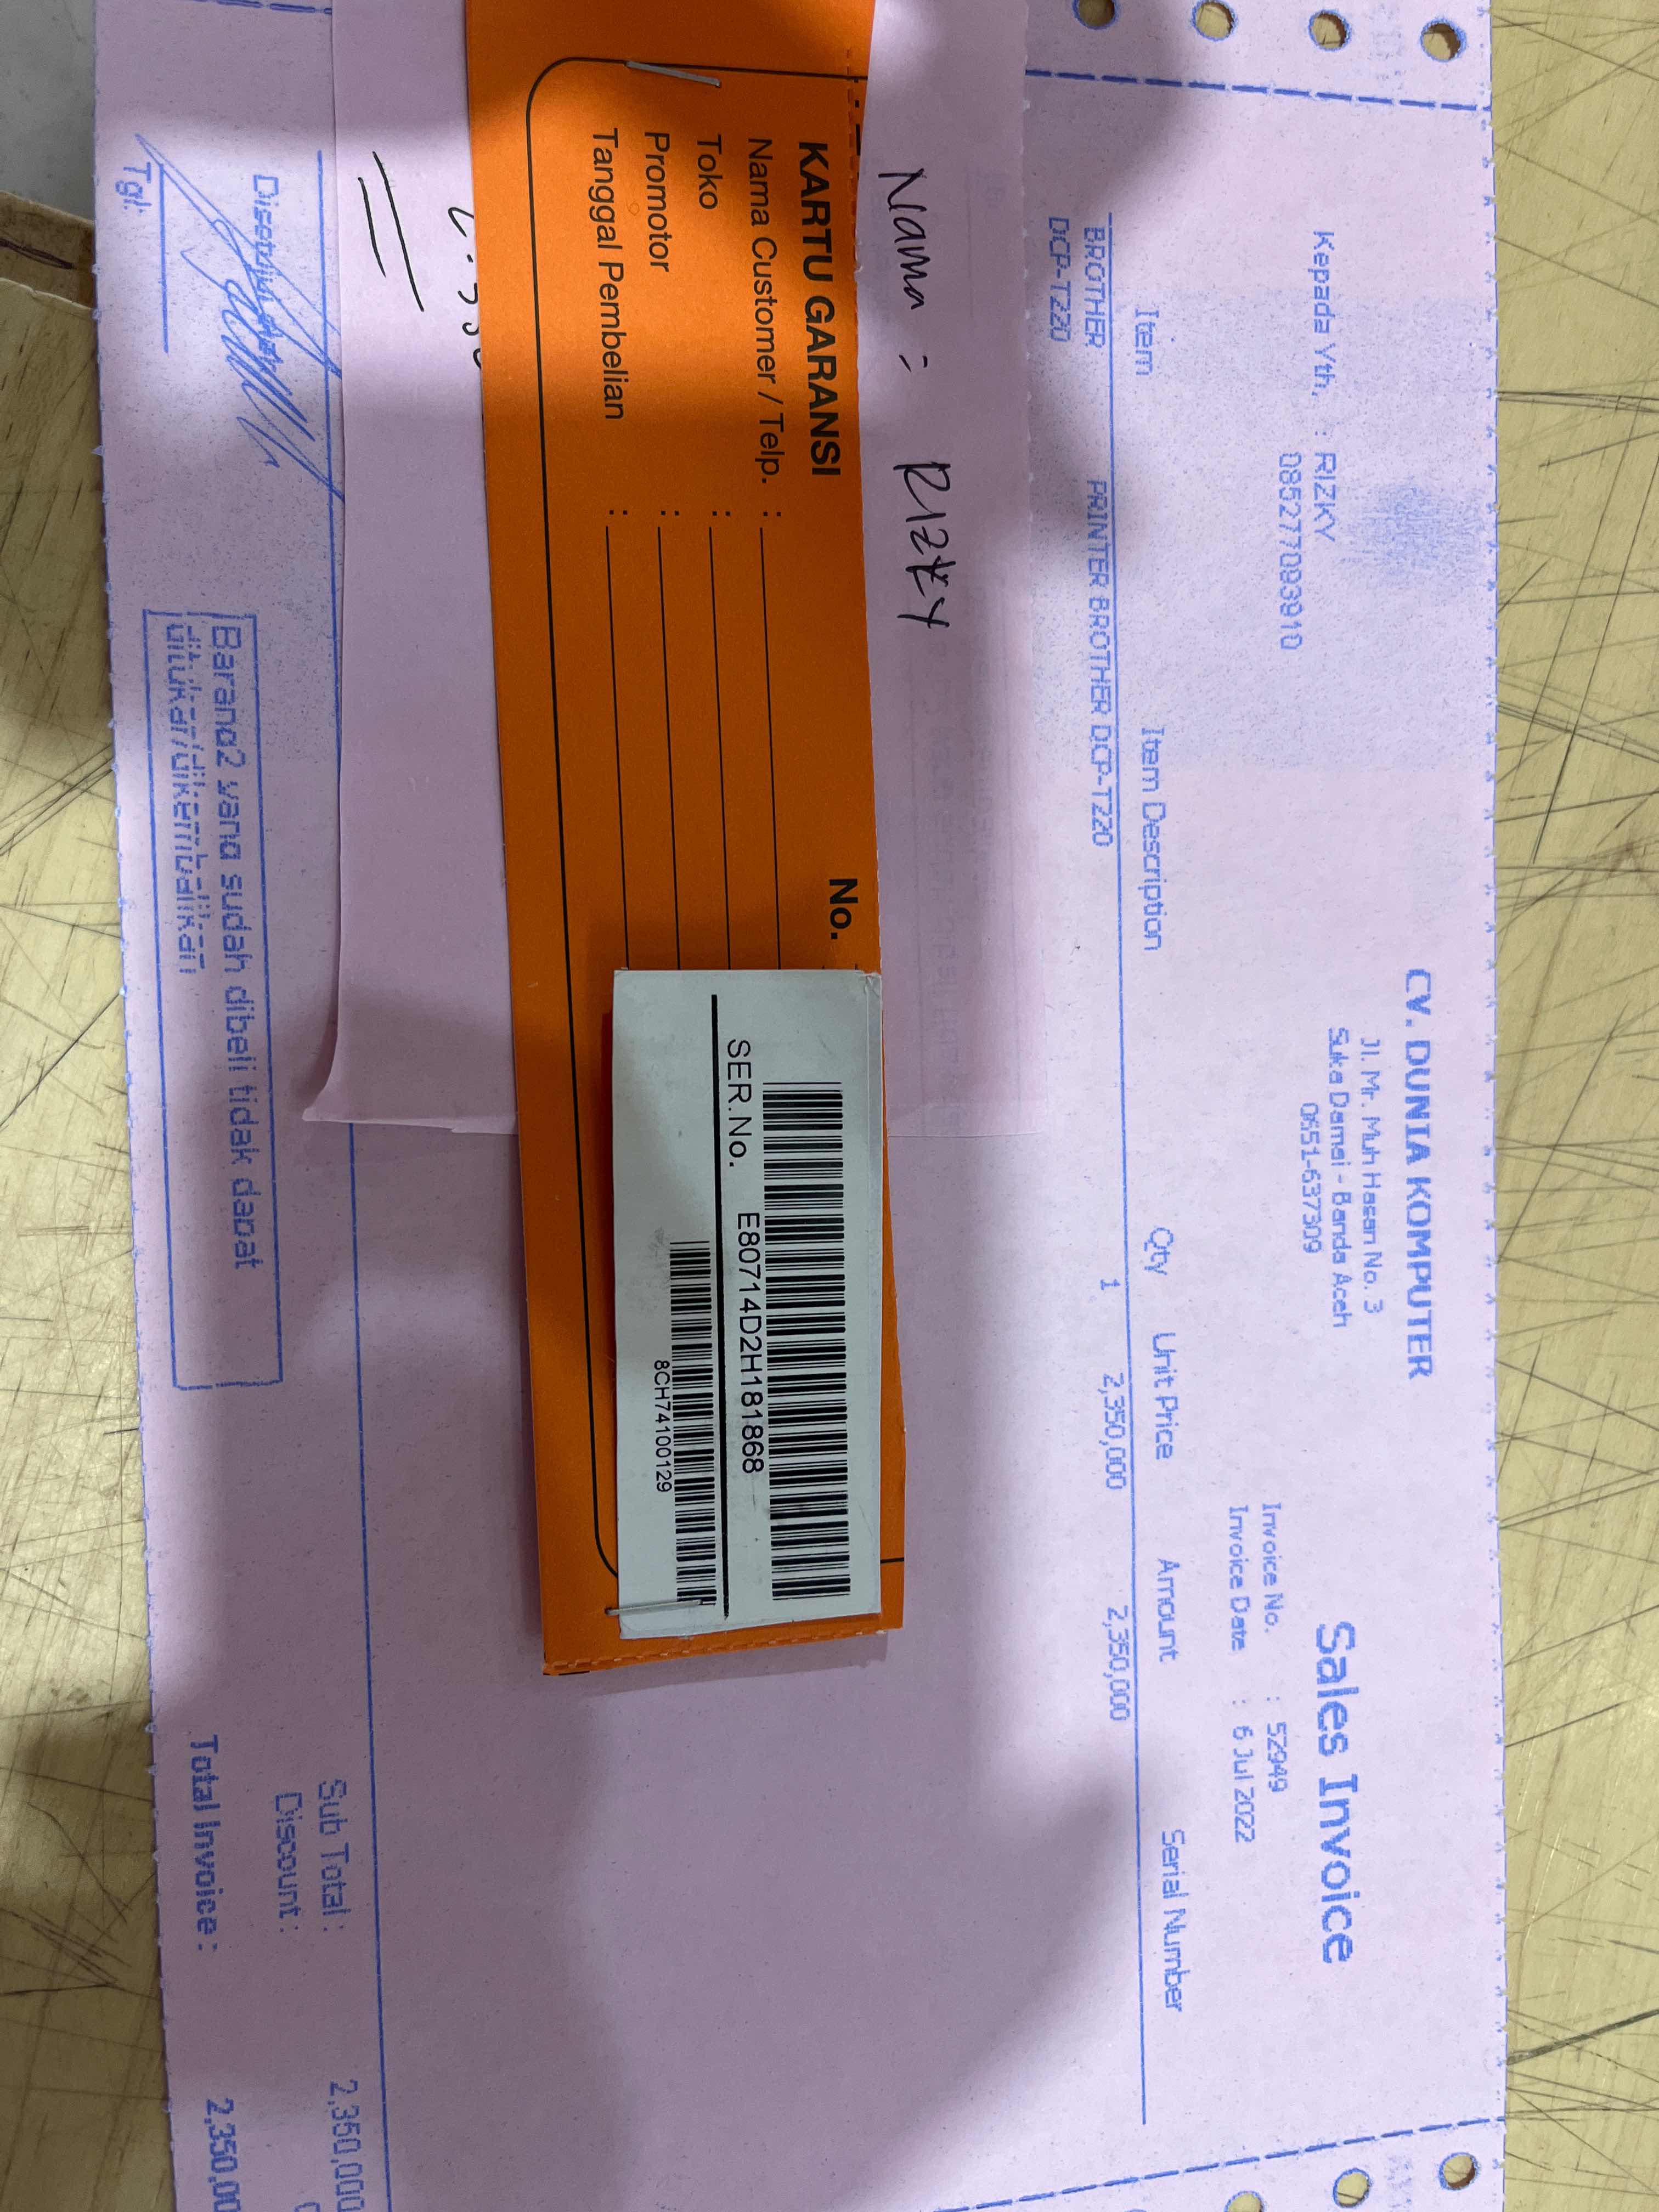 CV. DUNIA KOMPUTER
Jl. Mr. Muh Hasan No. 3
Suka Damai - Banda Aceh
0651-637309
Sales Invoice
Kepada Yth, : RIZKY
085277093910
Invoice No. : 52949
Invoice Date : 6 Jul 2022
Item Item Description Qty Unit Price Amount Serial Number
BROTHER PRINTER BROTHER DCP-T220 1 2,350,000 2,350,000
DCP-T220
Nama : RIZKY
KARTU GARANSI No.
Nama Customer / Telp. :
Toko :
Promotor :
Tanggal Pembelian :
SER.No. E80714D2H181868
8CH74100129
Sub Total : 2,350,000
Discount :
Disetujui
Barang2 yang sudah dibeli tidak dapat
ditukar/dikembalikan
Total Invoice : 2,350,00
Tgl: